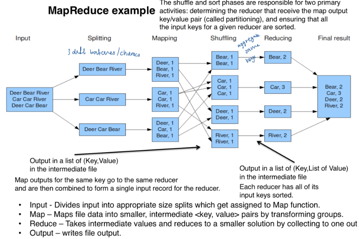 MapReduce example
The shuffle and sort phases are responsible for two primary
activities: determining the reducer that receive the map output
key/value pair (called partitioning), and ensuring that all
the input keys for a given reducer are sorted.
Input
Splitting
Mapping
Shuffling
Reducing
Final result
Deer Bear River
Car Car River
Deer Car Bear
Deer Bear River
Car Car River
Deer Car Bear
Deer, 1
Bear, 1
River, 1
Car, 1
Car, 1
River, 1
Deer, 1
Car, 1
Bear, 1
Bear, 1
Bear, 1
Car, 1
Car, 1
Car, 1
Deer, 1
Deer, 1
River, 1
River, 1
Bear, 2
Car, 3
Deer, 2
River, 2
Bear, 2
Car, 3
Deer, 2
River, 2
Output in a list of (Key,Value)
in the intermediate file
Output in a list of (Key,List of Value)
in the intermediate file
Map outputs for the same key go to the same reducer
and are then combined to form a single input record for the reducer.
Each reducer has all of its
input keys sorted.
• Input - Divides input into appropriate size splits which get assigned to Map function.
• Map – Maps file data into smaller, intermediate <key, value> pairs by transforming groups.
• Reduce – Takes intermediate values and reduces to a smaller solution by collecting to one out
• Output – writes file output.